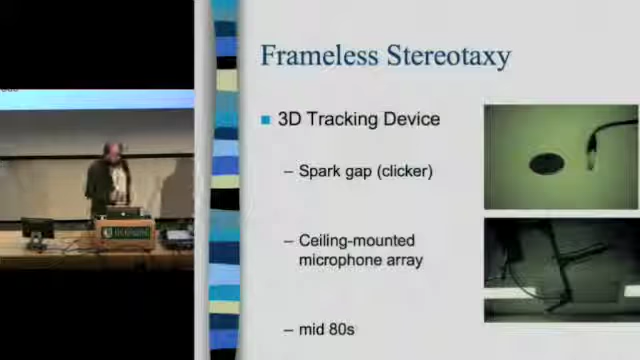 Frameless Stereotaxy
3D Tracking Device
– Spark gap (clicker)
– Ceiling-mounted
microphone array
– mid 80s